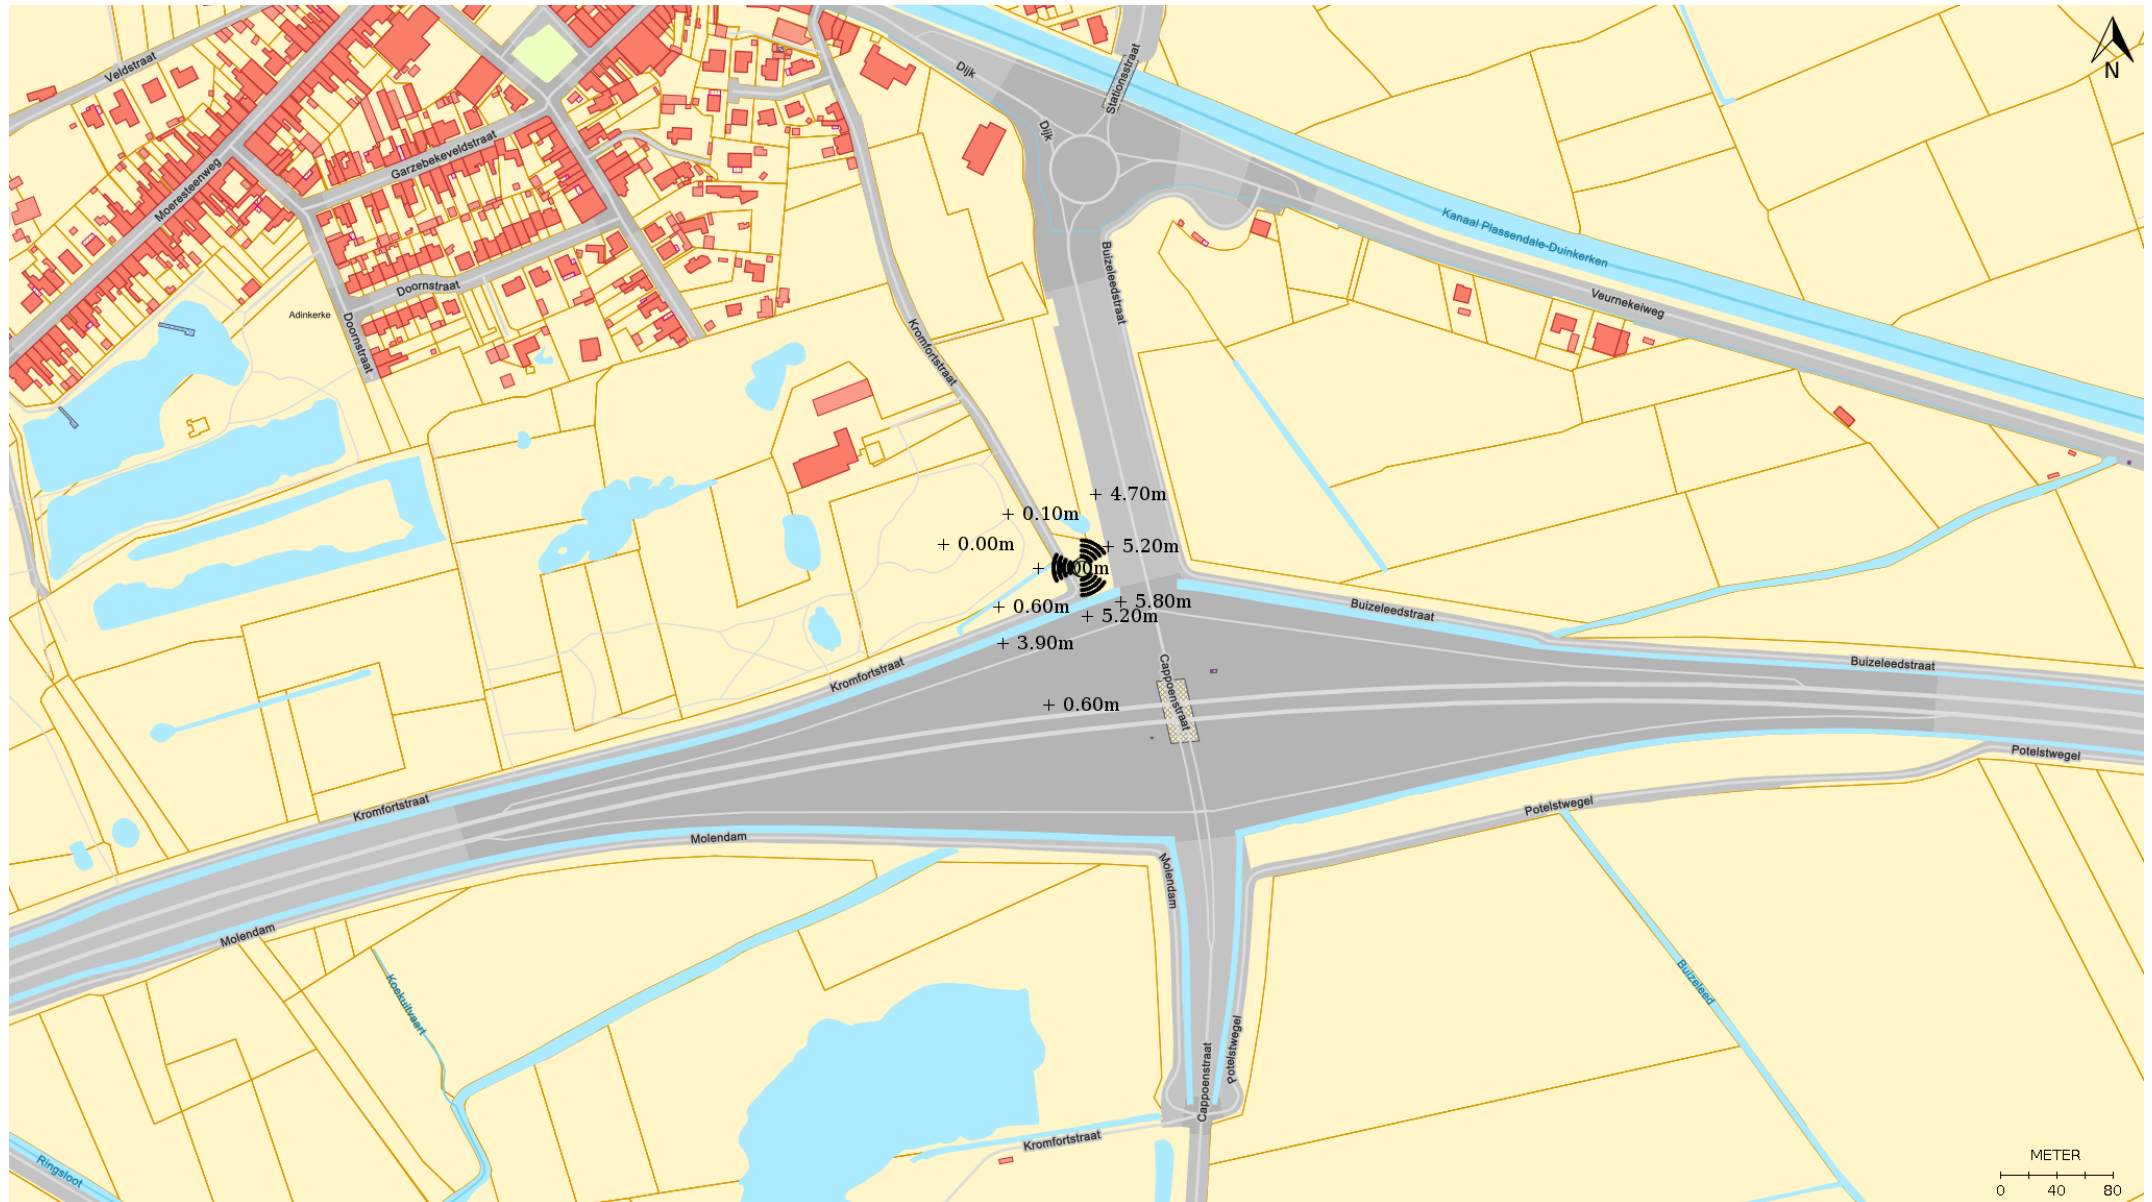 Veldstraat
Dijk
Stationsstraat
N
Dijk
Garzebekeveldstraat
Moeresteenweg
Kanaal Plassendale-Duinkerken
Buizeleedstraat
Doornstraat
Veurnekeiweg
Adinkerke
Doornstraat
Kromfortstraat
+ 4.70m
+ 0.10m
+ 0.00m
+ 5.20m
+ 0.60m
+ 5.80m
+ 5.20m
Buizeleedstraat
+ 3.90m
Kromfortstraat
Buizeleedstraat
Cappoenstraat
+ 0.60m
Potelstwegel
Kromfortstraat
Potelstwegel
Molendam
Molendam
Molendam
Koekuitvaart
Buizeleed
Potelstwegel
Cappoenstraat
Kromfortstraat
Ringsloot
METER
0 40 80